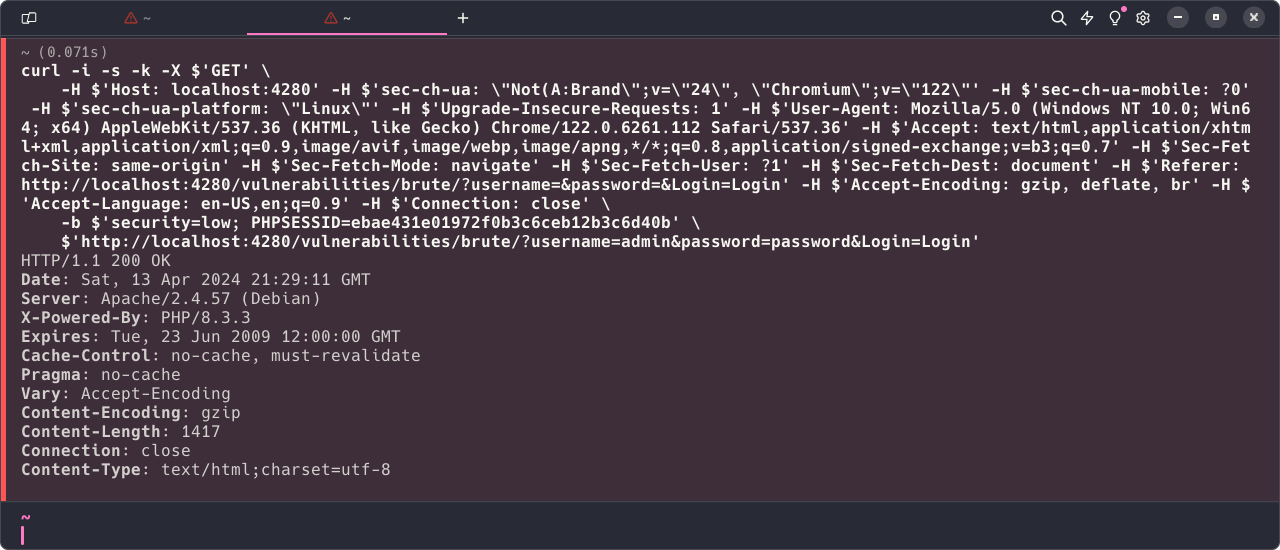 ~ ~
~ (0.071s)
curl -i -s -k -X $'GET' \
-H $'Host: localhost:4280' -H $'sec-ch-ua: \"Not(A:Brand\";v=\"24\", \"Chromium\";v=\"122\"' -H $'sec-ch-ua-mobile: ?0'
-H $'sec-ch-ua-platform: \"Linux\"' -H $'Upgrade-Insecure-Requests: 1' -H $'User-Agent: Mozilla/5.0 (Windows NT 10.0; Win6
4; x64) AppleWebKit/537.36 (KHTML, like Gecko) Chrome/122.0.6261.112 Safari/537.36' -H $'Accept: text/html,application/xhtm
l+xml,application/xml;q=0.9,image/avif,image/webp,image/apng,*/*;q=0.8,application/signed-exchange;v=b3;q=0.7' -H $'Sec-Fet
ch-Site: same-origin' -H $'Sec-Fetch-Mode: navigate' -H $'Sec-Fetch-User: ?1' -H $'Sec-Fetch-Dest: document' -H $'Referer:
http://localhost:4280/vulnerabilities/brute/?username=&password=&Login=Login' -H $'Accept-Encoding: gzip, deflate, br' -H $
'Accept-Language: en-US,en;q=0.9' -H $'Connection: close' \
-b $'security=low; PHPSESSID=ebae431e01972f0b3c6ceb12b3c6d40b' \
$'http://localhost:4280/vulnerabilities/brute/?username=admin&password=password&Login=Login'
HTTP/1.1 200 OK
Date: Sat, 13 Apr 2024 21:29:11 GMT
Server: Apache/2.4.57 (Debian)
X-Powered-By: PHP/8.3.3
Expires: Tue, 23 Jun 2009 12:00:00 GMT
Cache-Control: no-cache, must-revalidate
Pragma: no-cache
Vary: Accept-Encoding
Content-Encoding: gzip
Content-Length: 1417
Connection: close
Content-Type: text/html;charset=utf-8
~